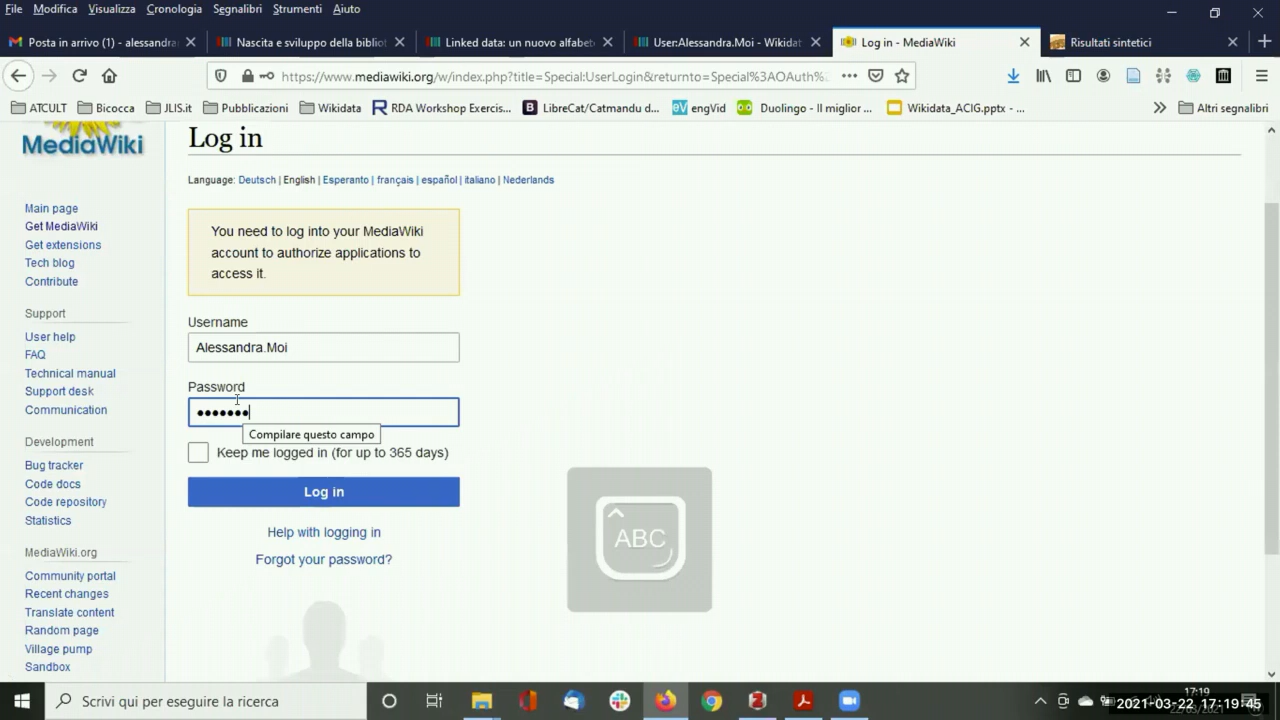 File Modifica Visualizza Cronologia Segnalibri Strumenti Aiuto
Posta in arrivo (1) - alessandra
Nascita e sviluppo della bibliot
Linked data: un nuovo alfabet
User:Alessandra.Moi - Wikidat
Log in - MediaWiki
Risultati sintetici
https://www.mediawiki.org/w/index.php?title=Special:UserLogin&returnto=Special%3AOAuth%
ATCULT Bicocca JLIS.it Pubblicazioni Wikidata RDA Workshop Exercis... LibreCat/Catmandu d... engVid Duolingo - Il miglior ... Wikidata_ACIG.pptx - ... Altri segnalibri
MediaWiki
Log in
Language: Deutsch | English | Esperanto | français | español | italiano | Nederlands
Main page
Get MediaWiki
Get extensions
Tech blog
Contribute
Support
User help
FAQ
Technical manual
Support desk
Communication
Development
Bug tracker
Code docs
Code repository
Statistics
MediaWiki.org
Community portal
Recent changes
Translate content
Random page
Village pump
Sandbox
You need to log into your MediaWiki
account to authorize applications to
access it.
Username
Alessandra.Moi
Password
•••••••
Compilare questo campo
Keep me logged in (for up to 365 days)
Log in
Help with logging in
Forgot your password?
ABC
Scrivi qui per eseguire la ricerca
17:19
2021-03-22 17:19:45